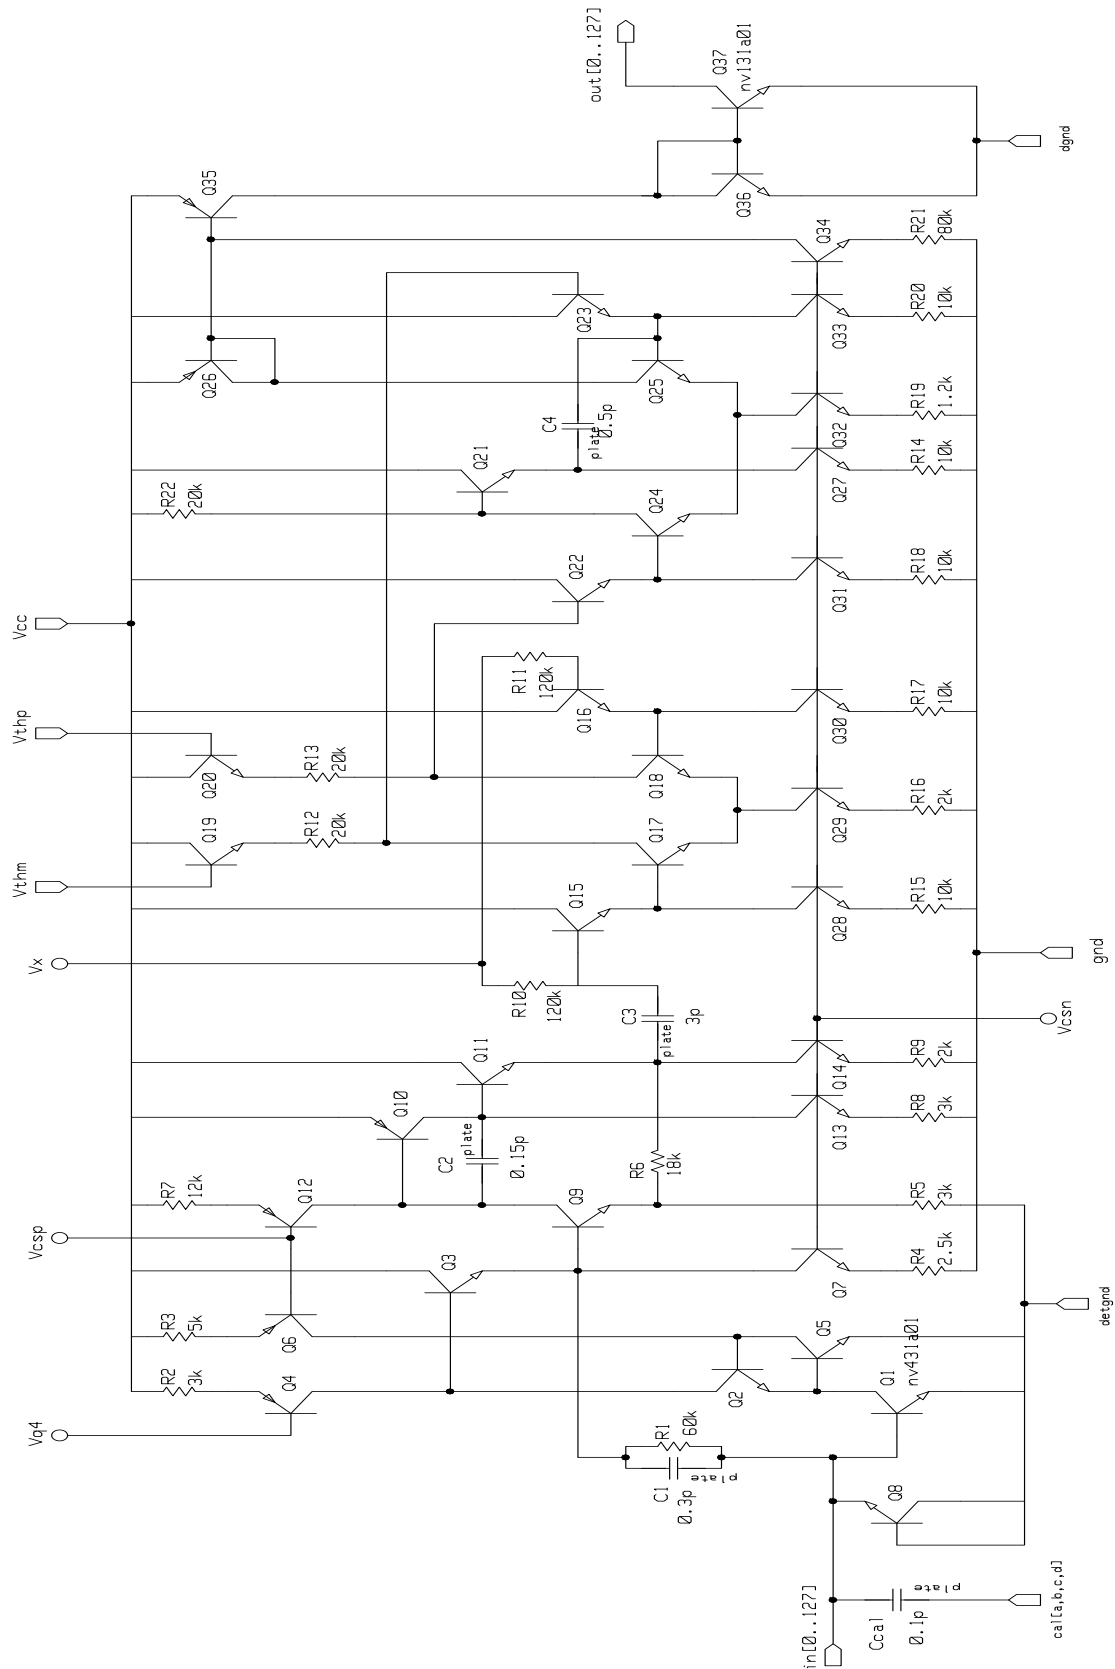 out[0..127]
Q37
nv131a01
dgnd
Q35
Q36
Q34
R21
80k
Q23
Q33
R20
10k
Q26
Q25
C4
plate
0.5p
Q32
R19
1.2k
Q21
Q27
R14
10k
R22
20k
Q24
Q22
Q31
R18
10k
Vcc
R11
120k
Q16
Q30
R17
10k
Vthp
Q20
R13
20k
Q18
Q29
R16
2k
Q19
R12
20k
Q17
Vthm
Q15
Q28
R15
10k
Vx
R10
120k
gnd
C3
plate
3p
Vcsn
Q11
Q14
R9
2k
Q10
Q13
R8
3k
C2
plate
0.15p
R6
18k
R7
12k
Q12
Q9
R5
3k
Vcsp
Q3
Q7
R4
2.5k
R3
5k
Q6
Q5
detgnd
R2
3k
Q4
Q2
Q1
nv431a01
Vq4
R1
60k
C1
plate
0.3p
Q8
in[0..127]
Ccal
plate
0.1p
cal[a,b,c,d]